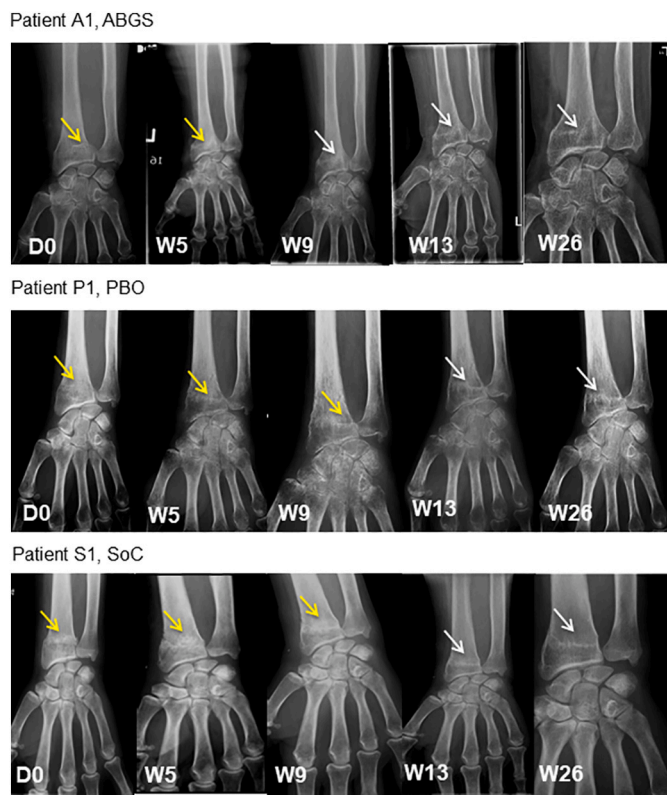 Patient A1, ABGS
D0 W5 W9 W13 W26
Patient P1, PBO
D0 W5 W9 W13 W26
Patient S1, SoC
D0 W5 W9 W13 W26